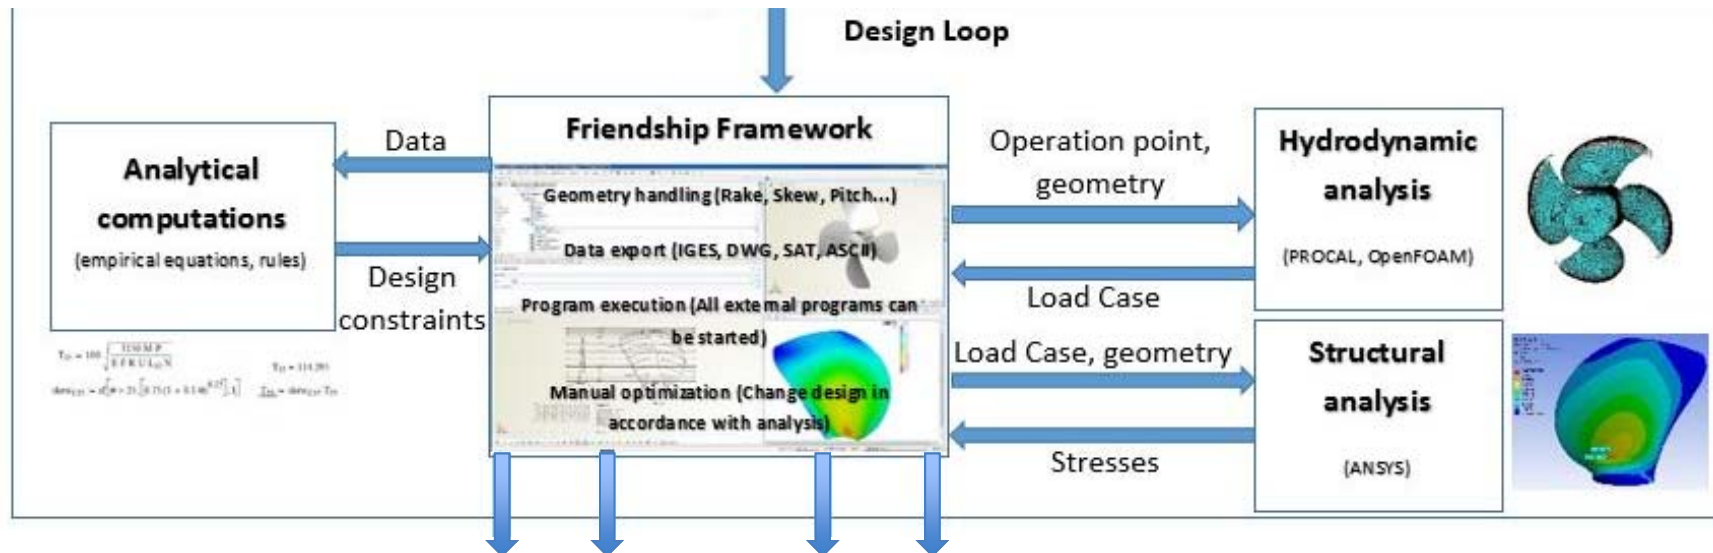 Design Loop
Friendship Framework
Geometry handling (Rake, Skew, Pitch...)
Data export (IGES, DWG, SAT, ASCII)
Program execution (All external programs can
be started)
Manual optimization (Change design in
accordance with analysis)
Data
Analytical
computations
(empirical equations, rules)
Design
constraints
Operation point,
geometry
Hydrodynamic
analysis
(PROCAL, OpenFOAM)
Load Case
Load Case, geometry
Structural
analysis
(ANSYS)
Stresses